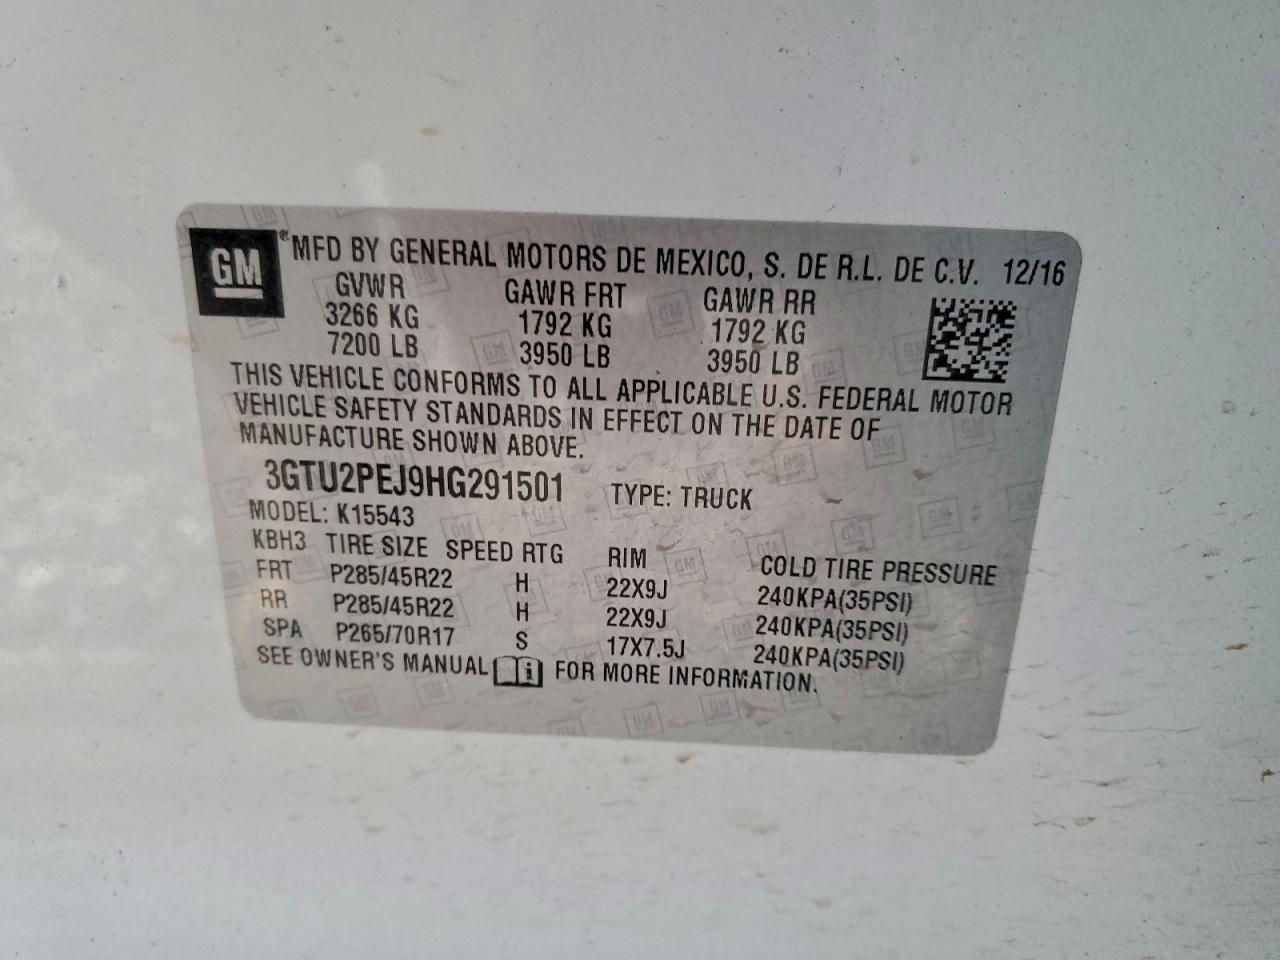 GM ® MFD BY GENERAL MOTORS DE MEXICO, S. DE R.L. DE C.V. 12/16
GVWR GAWR FRT GAWR RR
3266 KG 1792 KG 1792 KG
7200 LB 3950 LB 3950 LB
THIS VEHICLE CONFORMS TO ALL APPLICABLE U.S. FEDERAL MOTOR
VEHICLE SAFETY STANDARDS IN EFFECT ON THE DATE OF
MANUFACTURE SHOWN ABOVE.
3GTU2PEJ9HG291501 TYPE: TRUCK
MODEL: K15543
KBH3 TIRE SIZE SPEED RTG RIM COLD TIRE PRESSURE
FRT P285/45R22 H 22X9J 240KPA(35PSI)
RR P285/45R22 H 22X9J 240KPA(35PSI)
SPA P265/70R17 S 17X7.5J 240KPA(35PSI)
SEE OWNER'S MANUAL i FOR MORE INFORMATION.